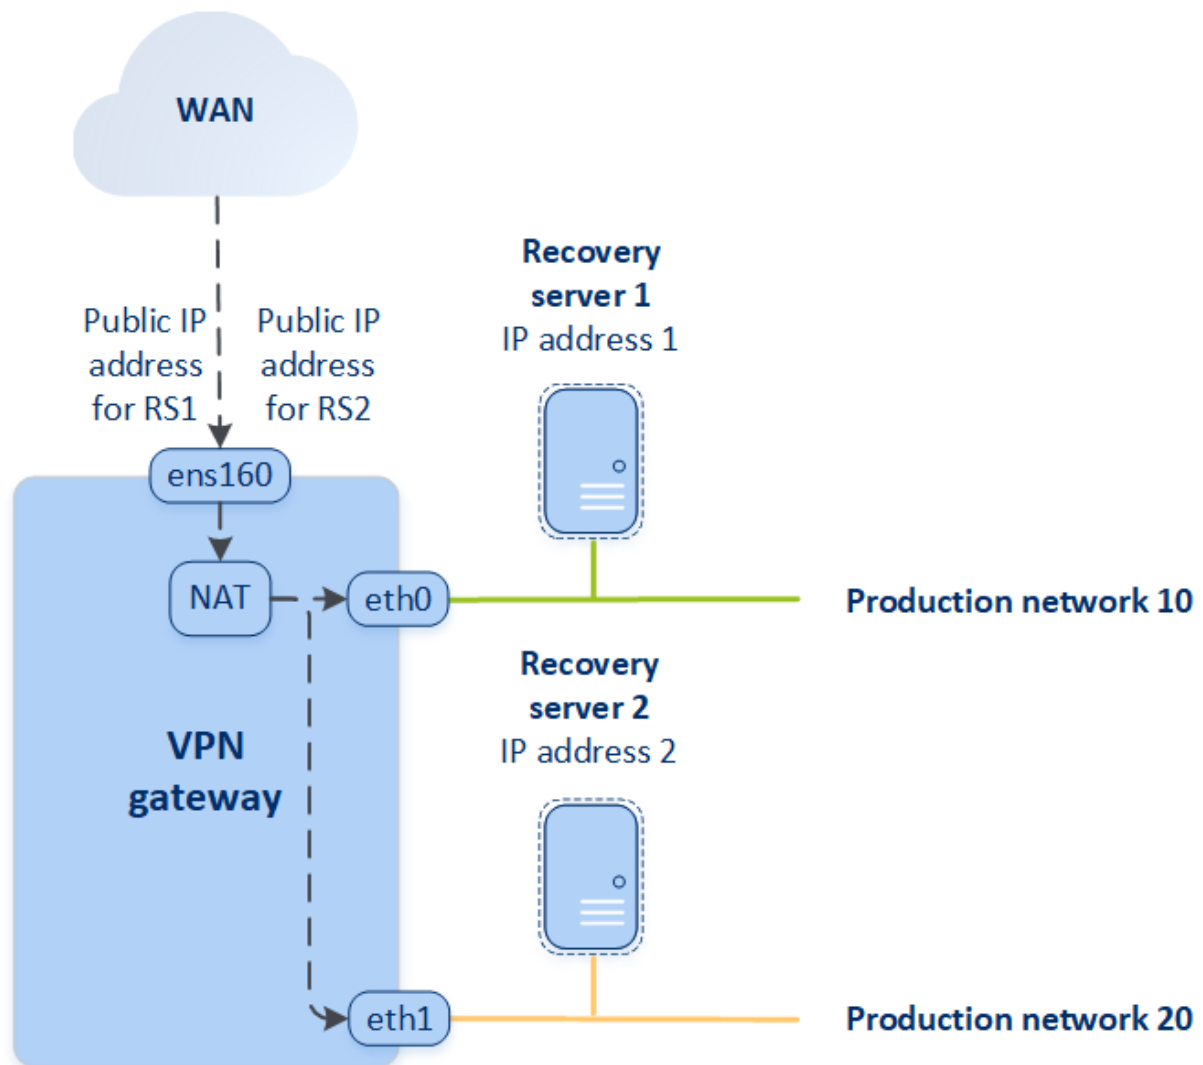 WAN
Public IP
address
for RS1
Public IP
address
for RS2
Recovery
server 1
IP address 1
ens160
NAT
eth0
Production network 10
Recovery
server 2
IP address 2
VPN
gateway
eth1
Production network 20